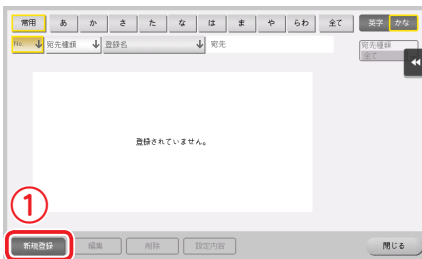 常用 あ か さ た な は ま や らわ 全て 英字 かな
No. 宛先種類 登録名 宛先 宛先種類
全て
登録されていません。
①
新規登録 編集 削除 設定内容 閉じる